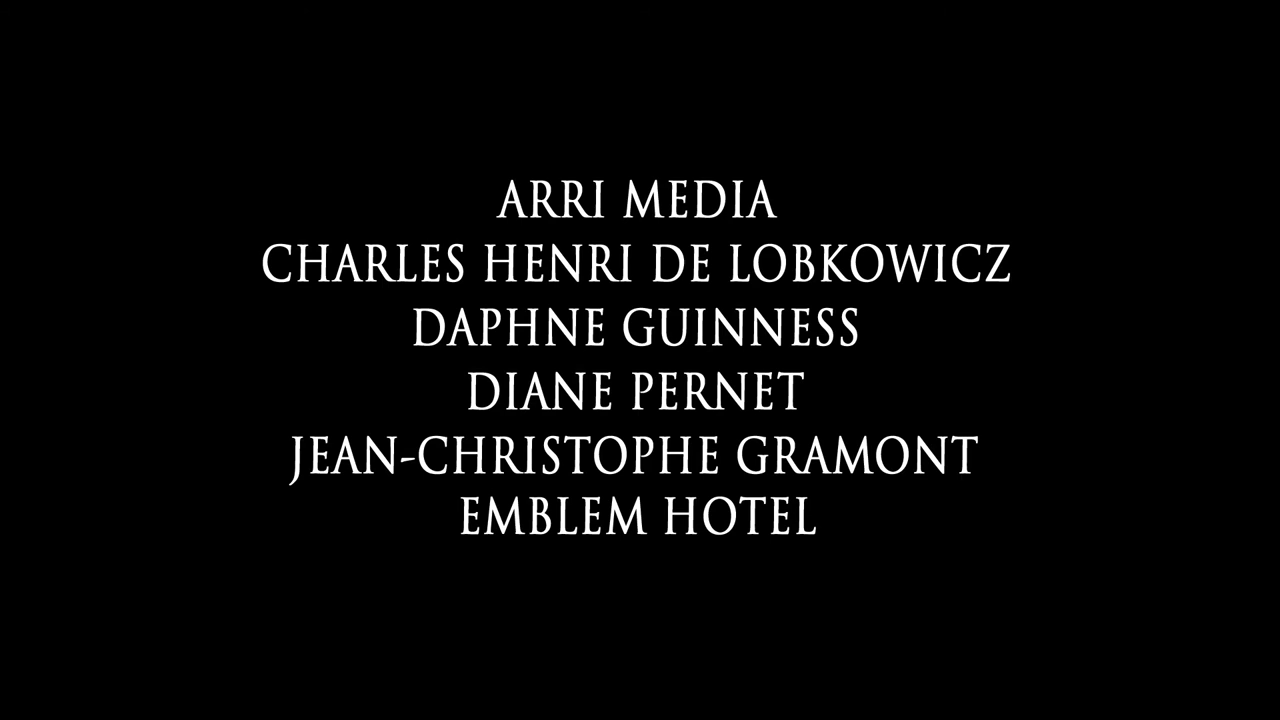 ARRI MEDIA
CHARLES HENRI DE LOBKOWICZ
DAPHNE GUINNESS
DIANE PERNET
JEAN-CHRISTOPHE GRAMONT
EMBLEM HOTEL